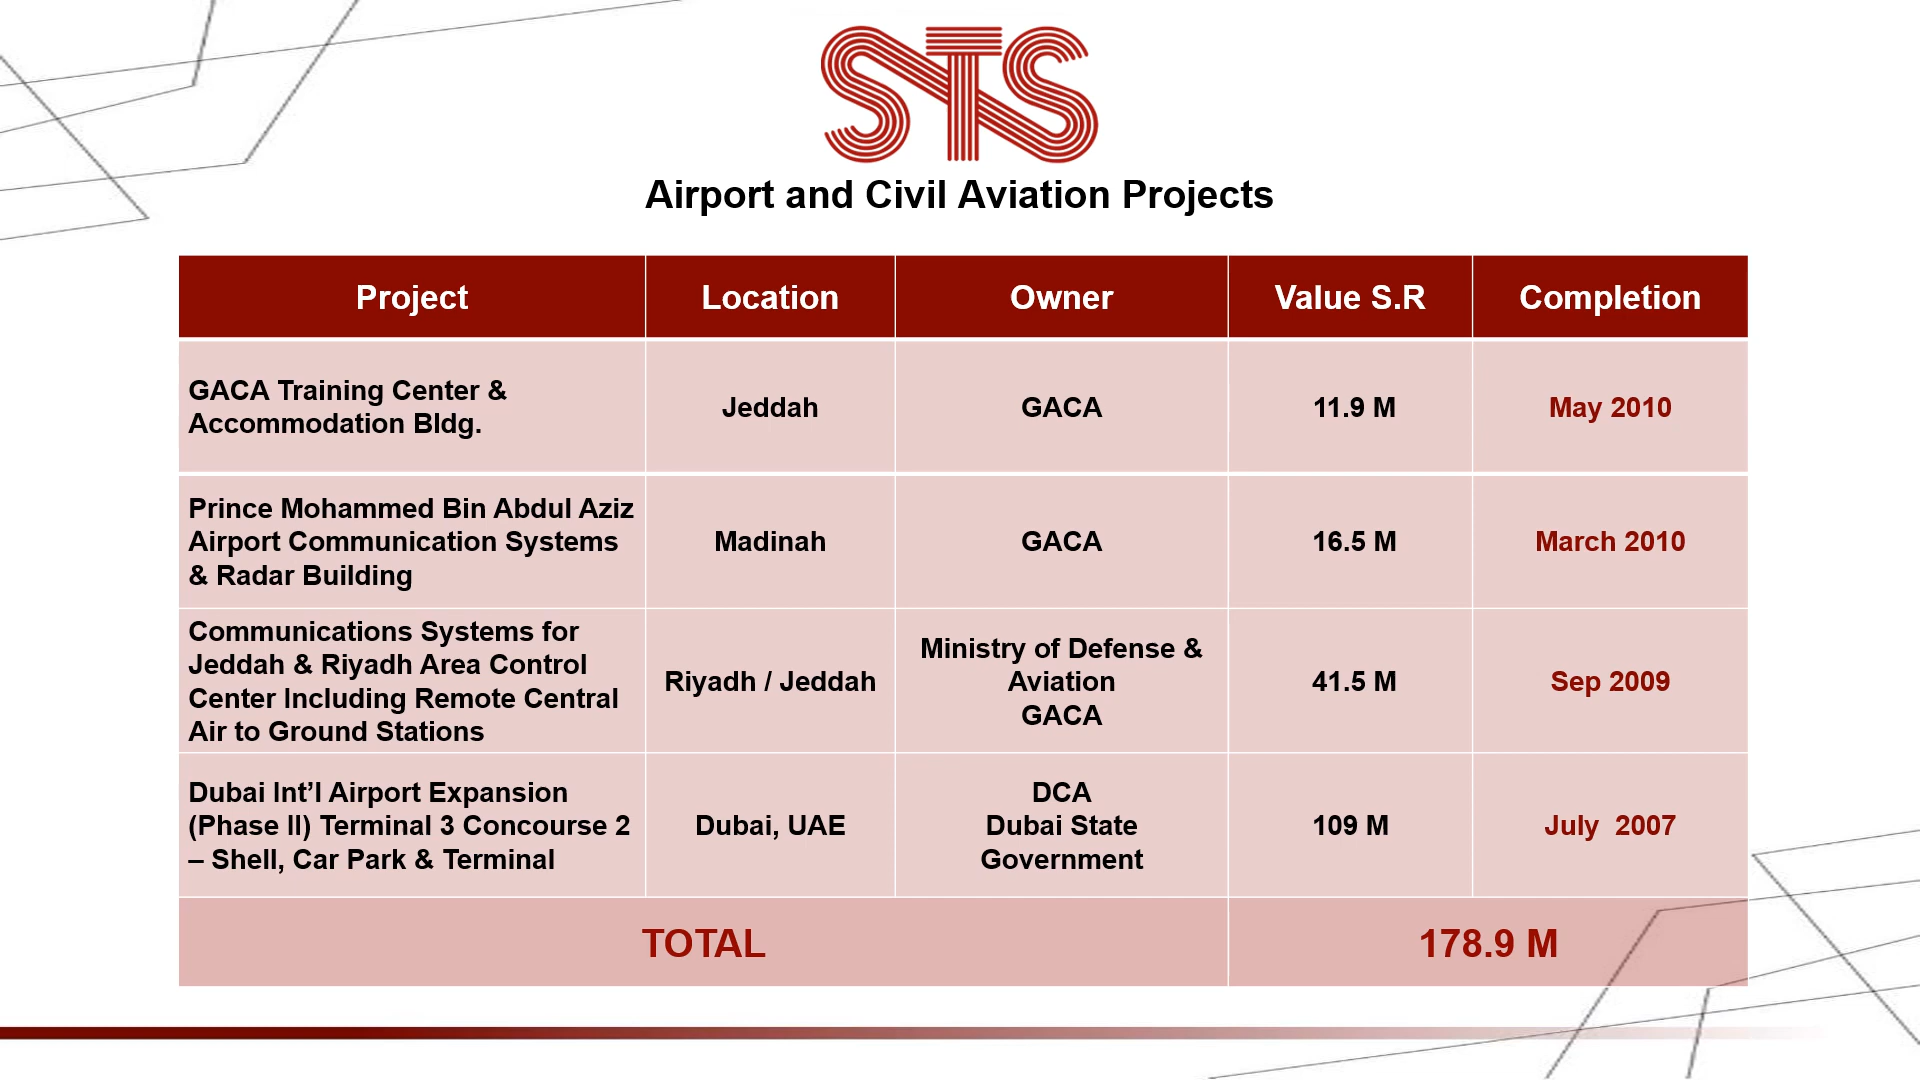 STS
Airport and Civil Aviation Projects
Project
Location
Owner
Value S.R
Completion
GACA Training Center &
Accommodation Bldg.
Jeddah
GACA
11.9 M
May 2010
Prince Mohammed Bin Abdul Aziz
Airport Communication Systems
& Radar Building
Madinah
GACA
16.5 M
March 2010
Communications Systems for
Jeddah & Riyadh Area Control
Center Including Remote Central
Air to Ground Stations
Riyadh / Jeddah
Ministry of Defense &
Aviation
GACA
41.5 M
Sep 2009
Dubai Int’l Airport Expansion
(Phase II) Terminal 3 Concourse 2
– Shell, Car Park & Terminal
Dubai, UAE
DCA
Dubai State
Government
109 M
July  2007
TOTAL
178.9 M